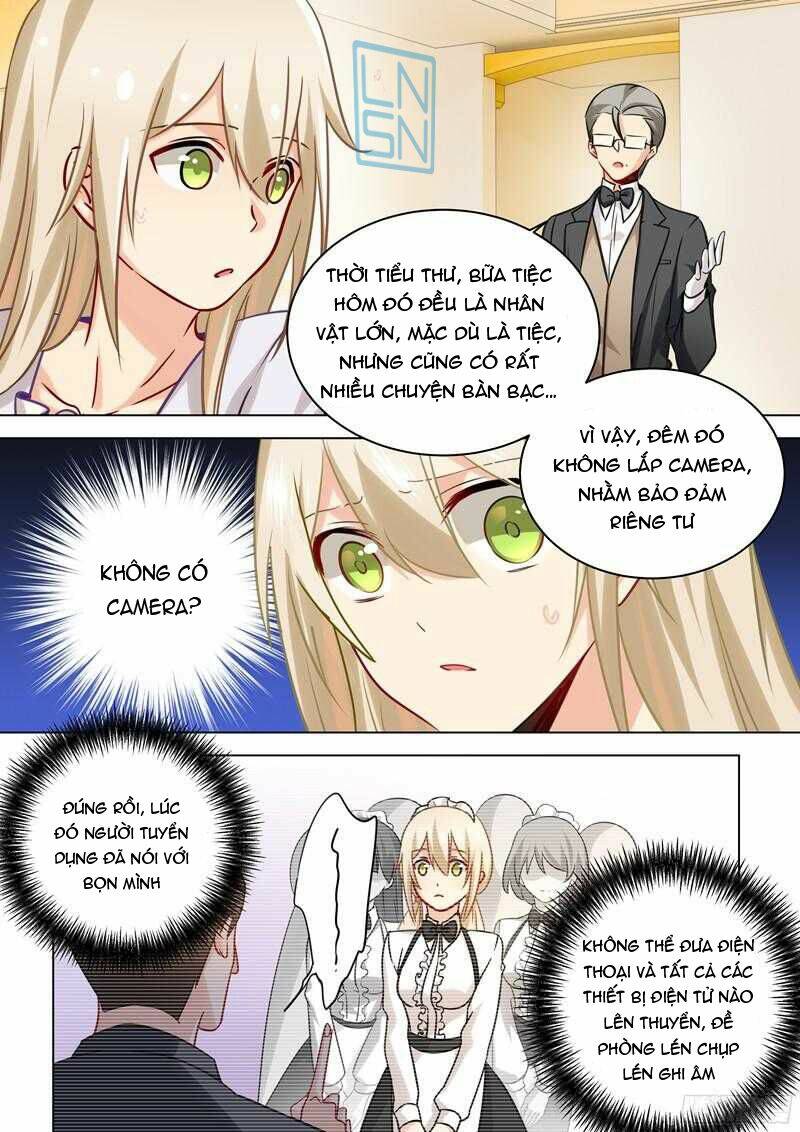 LN
SN
THỜI TIỂU THƯ, BỮA TIỆC
HÔM ĐÓ ĐỀU LÀ NHÂN
VẬT LỚN, MẶC DÙ LÀ TIỆC,
NHƯNG CŨNG CÓ RẤT
NHIỀU CHUYỆN BÀN BẠC...
VÌ VẬY, ĐÊM ĐÓ
KHÔNG LẮP CAMERA,
NHẰM BẢO ĐẢM
RIÊNG TƯ
KHÔNG CÓ
CAMERA?
ĐÚNG RỒI, LÚC
ĐÓ NGƯỜI TUYỂN
DỤNG ĐÃ NÓI VỚI
BỌN MÌNH
KHÔNG THỂ ĐƯA ĐIỆN
THOẠI VÀ TẤT CẢ CÁC
THIẾT BỊ ĐIỆN TỬ NÀO
LÊN THUYỀN, ĐỀ
PHÒNG LÉN CHỤP
LÉN GHI ÂM